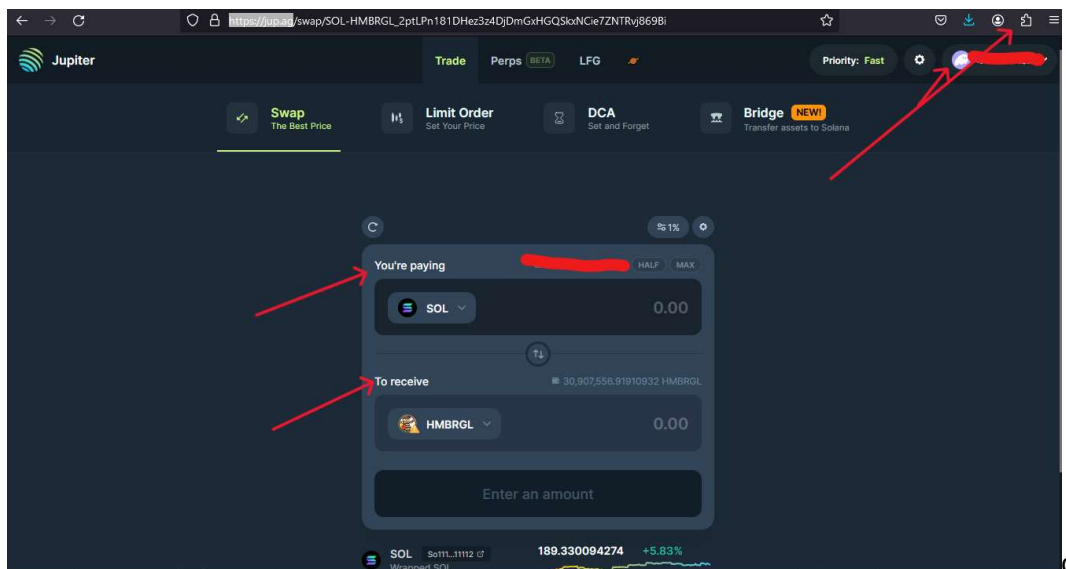 https://jup.ag/swap/SOL-HMBRGL_2ptLPn181DHez3z4DjDmGxHGQSkxNCie7ZNTRvj869Bi
Jupiter
Trade Perps BETA LFG
Priority: Fast
Swap
The Best Price
Limit Order
Set Your Price
DCA
Set and Forget
Bridge NEW!
Transfer assets to Solana
1%
You're paying
HALF MAX
SOL 0.00
To receive 30,907,556.91910932 HMBRGL
HMBRGL 0.00
Enter an amount
SOL So111...11112 189.330094274 +5.83%
Wrapped SOL